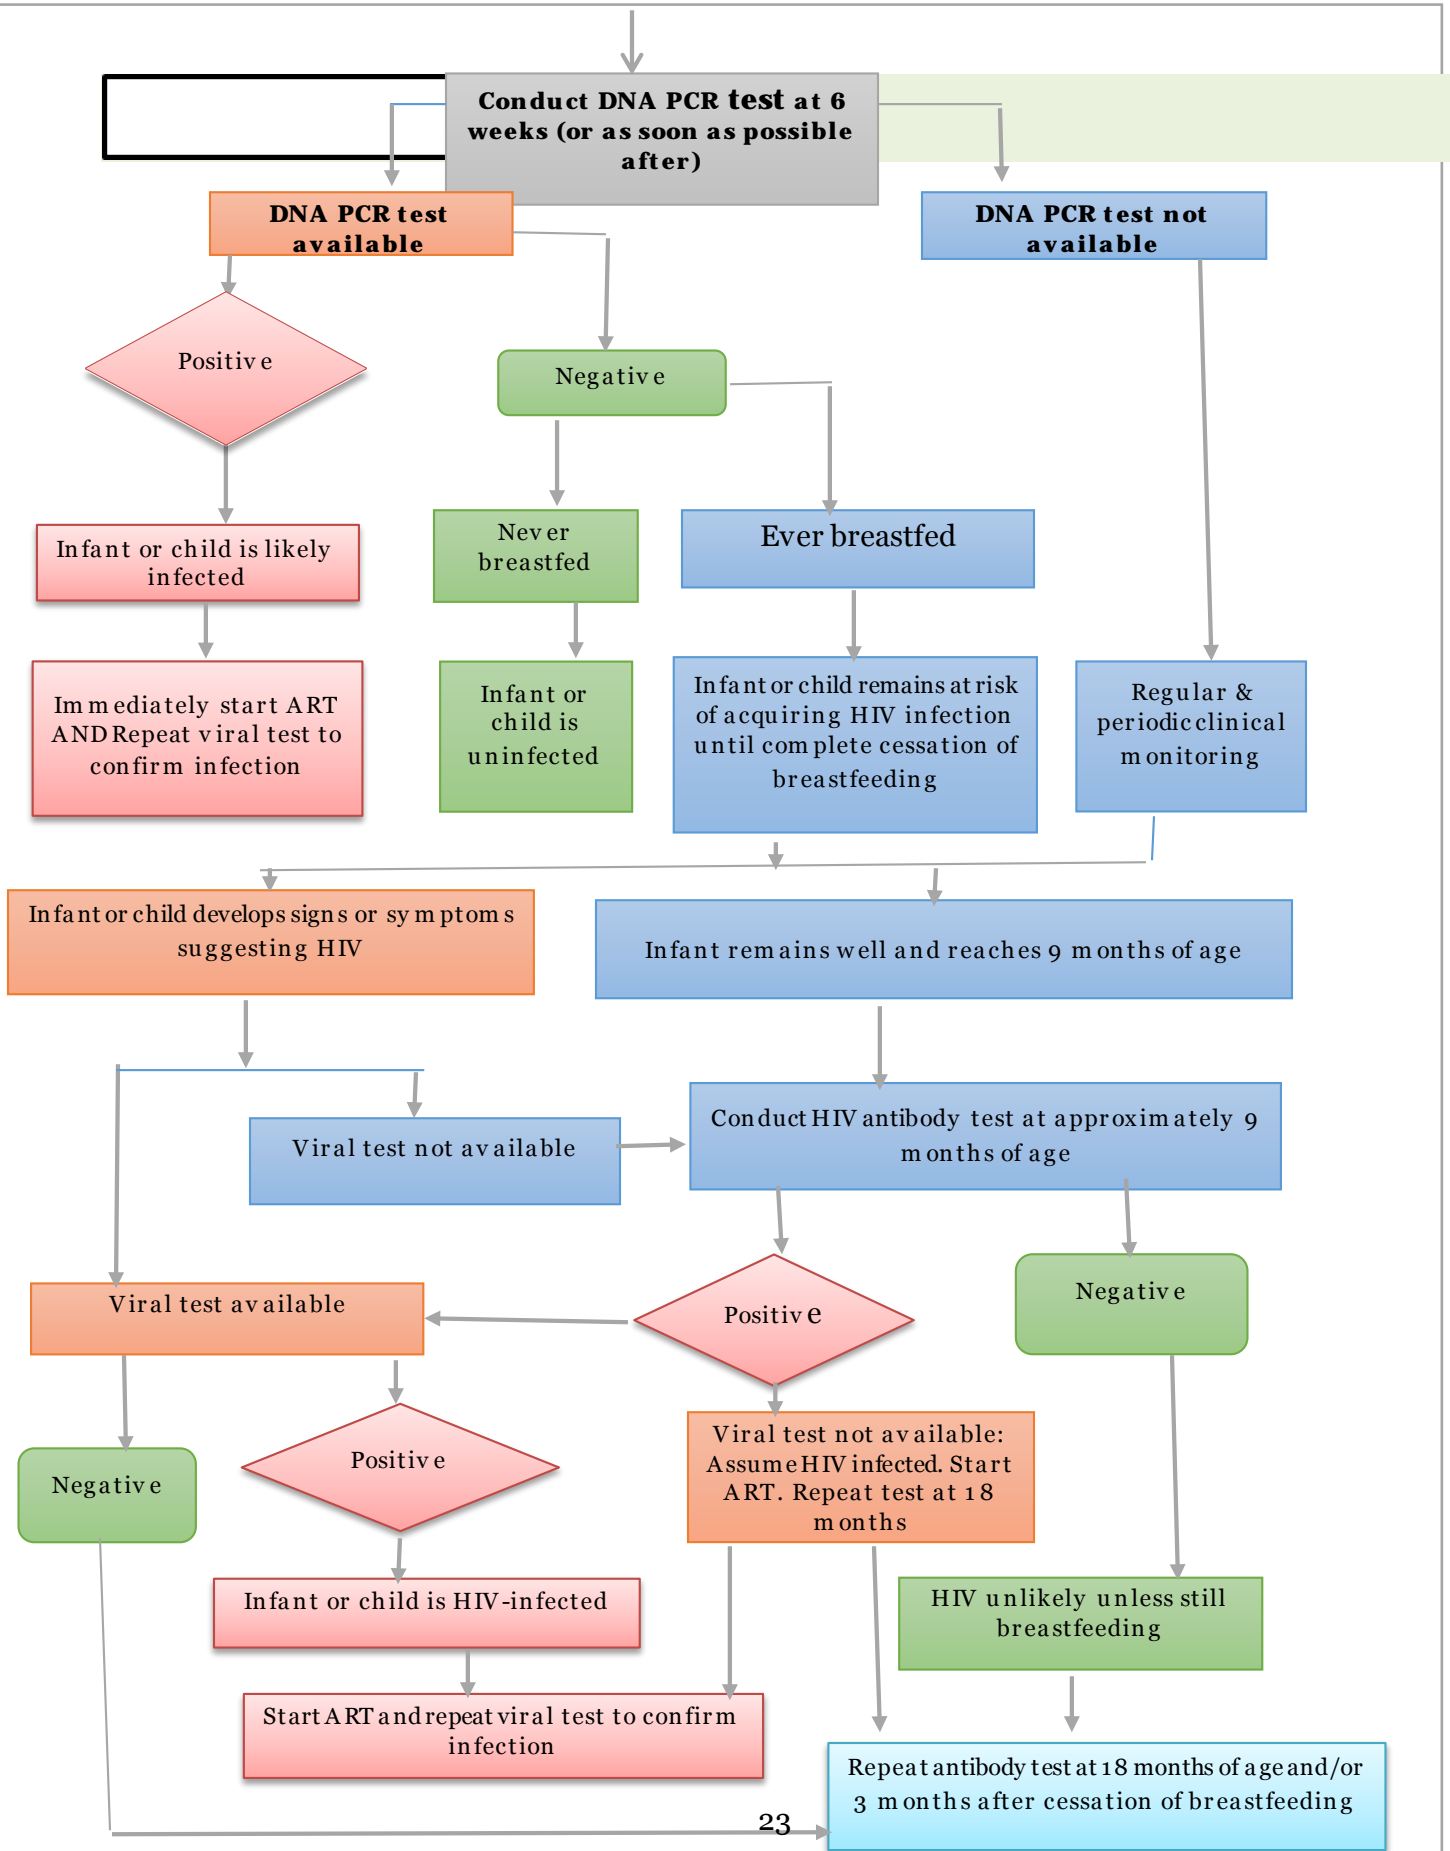 Conduct DNA PCR test at 6
weeks (or as soon as possible
after)
DNA PCR test
available
DNA PCR test not
available
Positive
Negative
Never
breastfed
Ever breastfed
Infant or child is likely
infected
Immediately start ART
AND Repeat viral test to
confirm infection
Infant or
child is
uninfected
Infant or child remains at risk
of acquiring HIV infection
until complete cessation of
breastfeeding
Regular &
periodic clinical
monitoring
Infant or child develops signs or symptoms
suggesting HIV
Infant remains well and reaches 9 months of age
Viral test not available
Conduct HIV antibody test at approximately 9
months of age
Viral test available
Positive
Negative
Negative
Positive
Viral test not available:
Assume HIV infected. Start
ART. Repeat test at 18
months
Infant or child is HIV-infected
HIV unlikely unless still
breastfeeding
Start ART and repeat viral test to confirm
infection
Repeat antibody test at 18 months of age and/or
3 months after cessation of breastfeeding
23